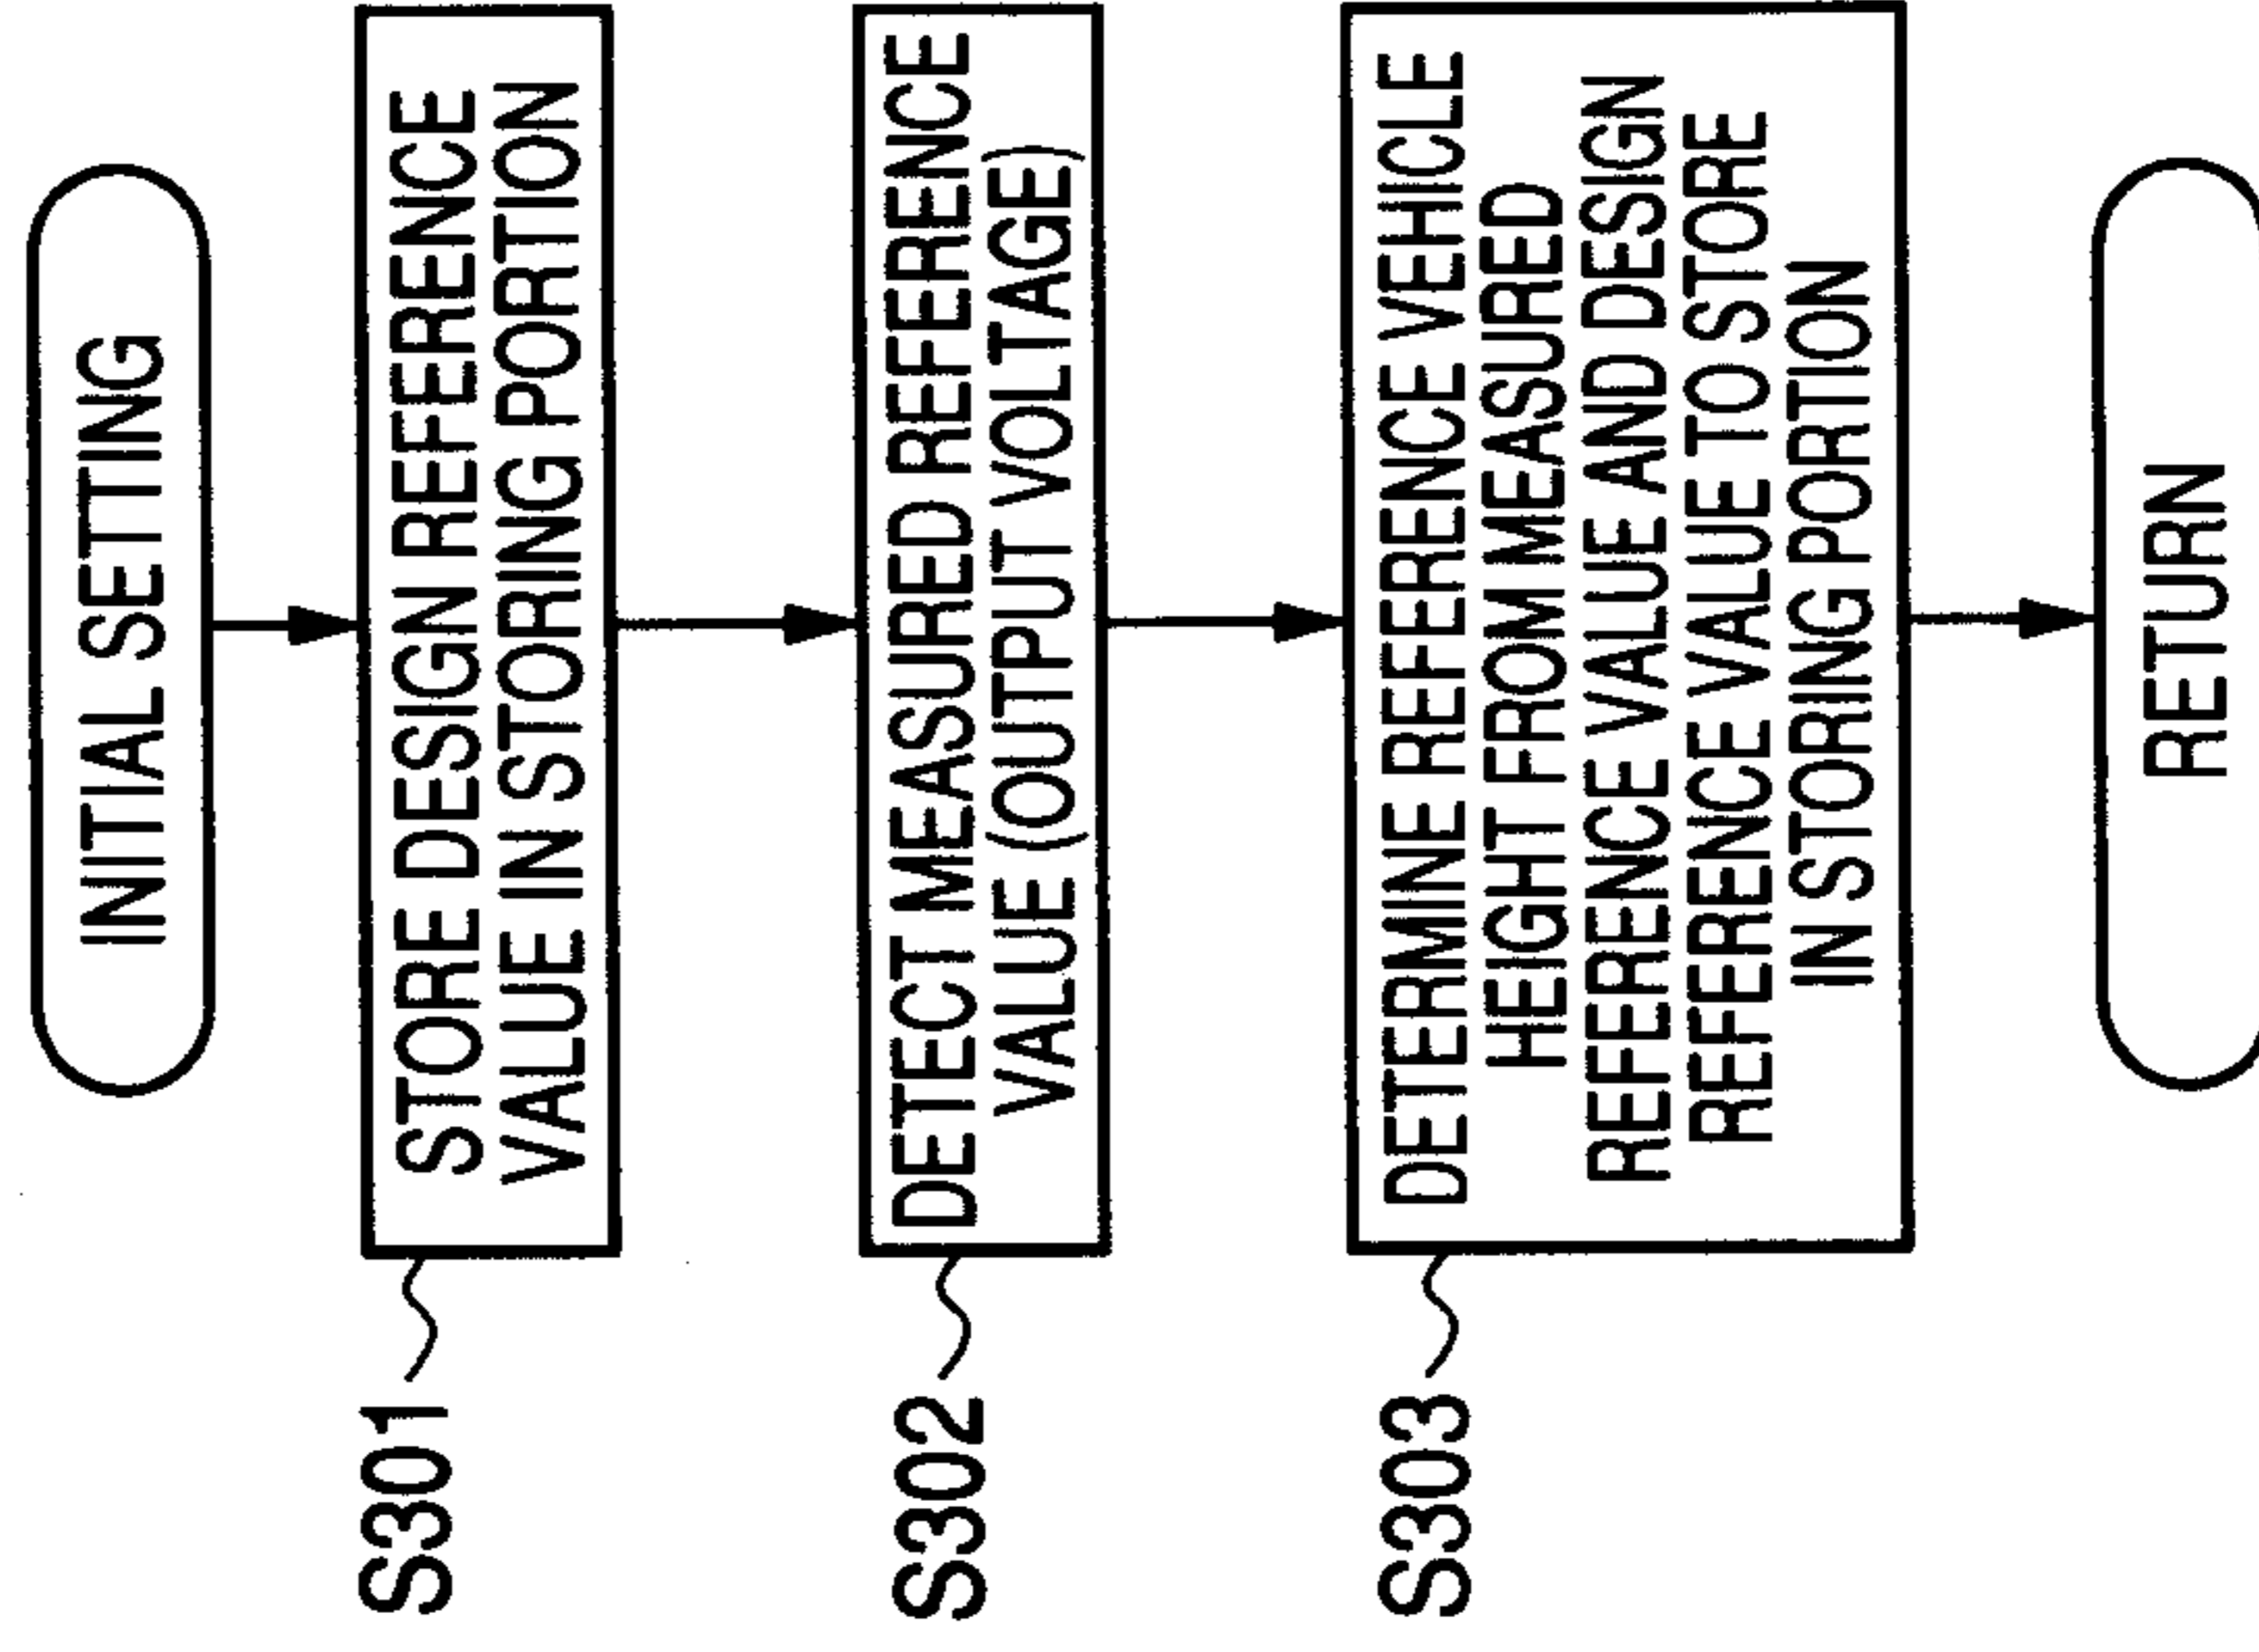 INITIAL SETTING
S301
STORE DESIGN REFERENCE
VALUE IN STORING PORTION
S302
DETECT MEASURED REFERENCE
VALUE (OUTPUT VOLTAGE)
S303
DETERMINE REFERENCE VEHICLE
HEIGHT FROM MEASURED
REFERENCE VALUE AND DESIGN
REFERENCE VALUE TO STORE
IN STORING PORTION
RETURN